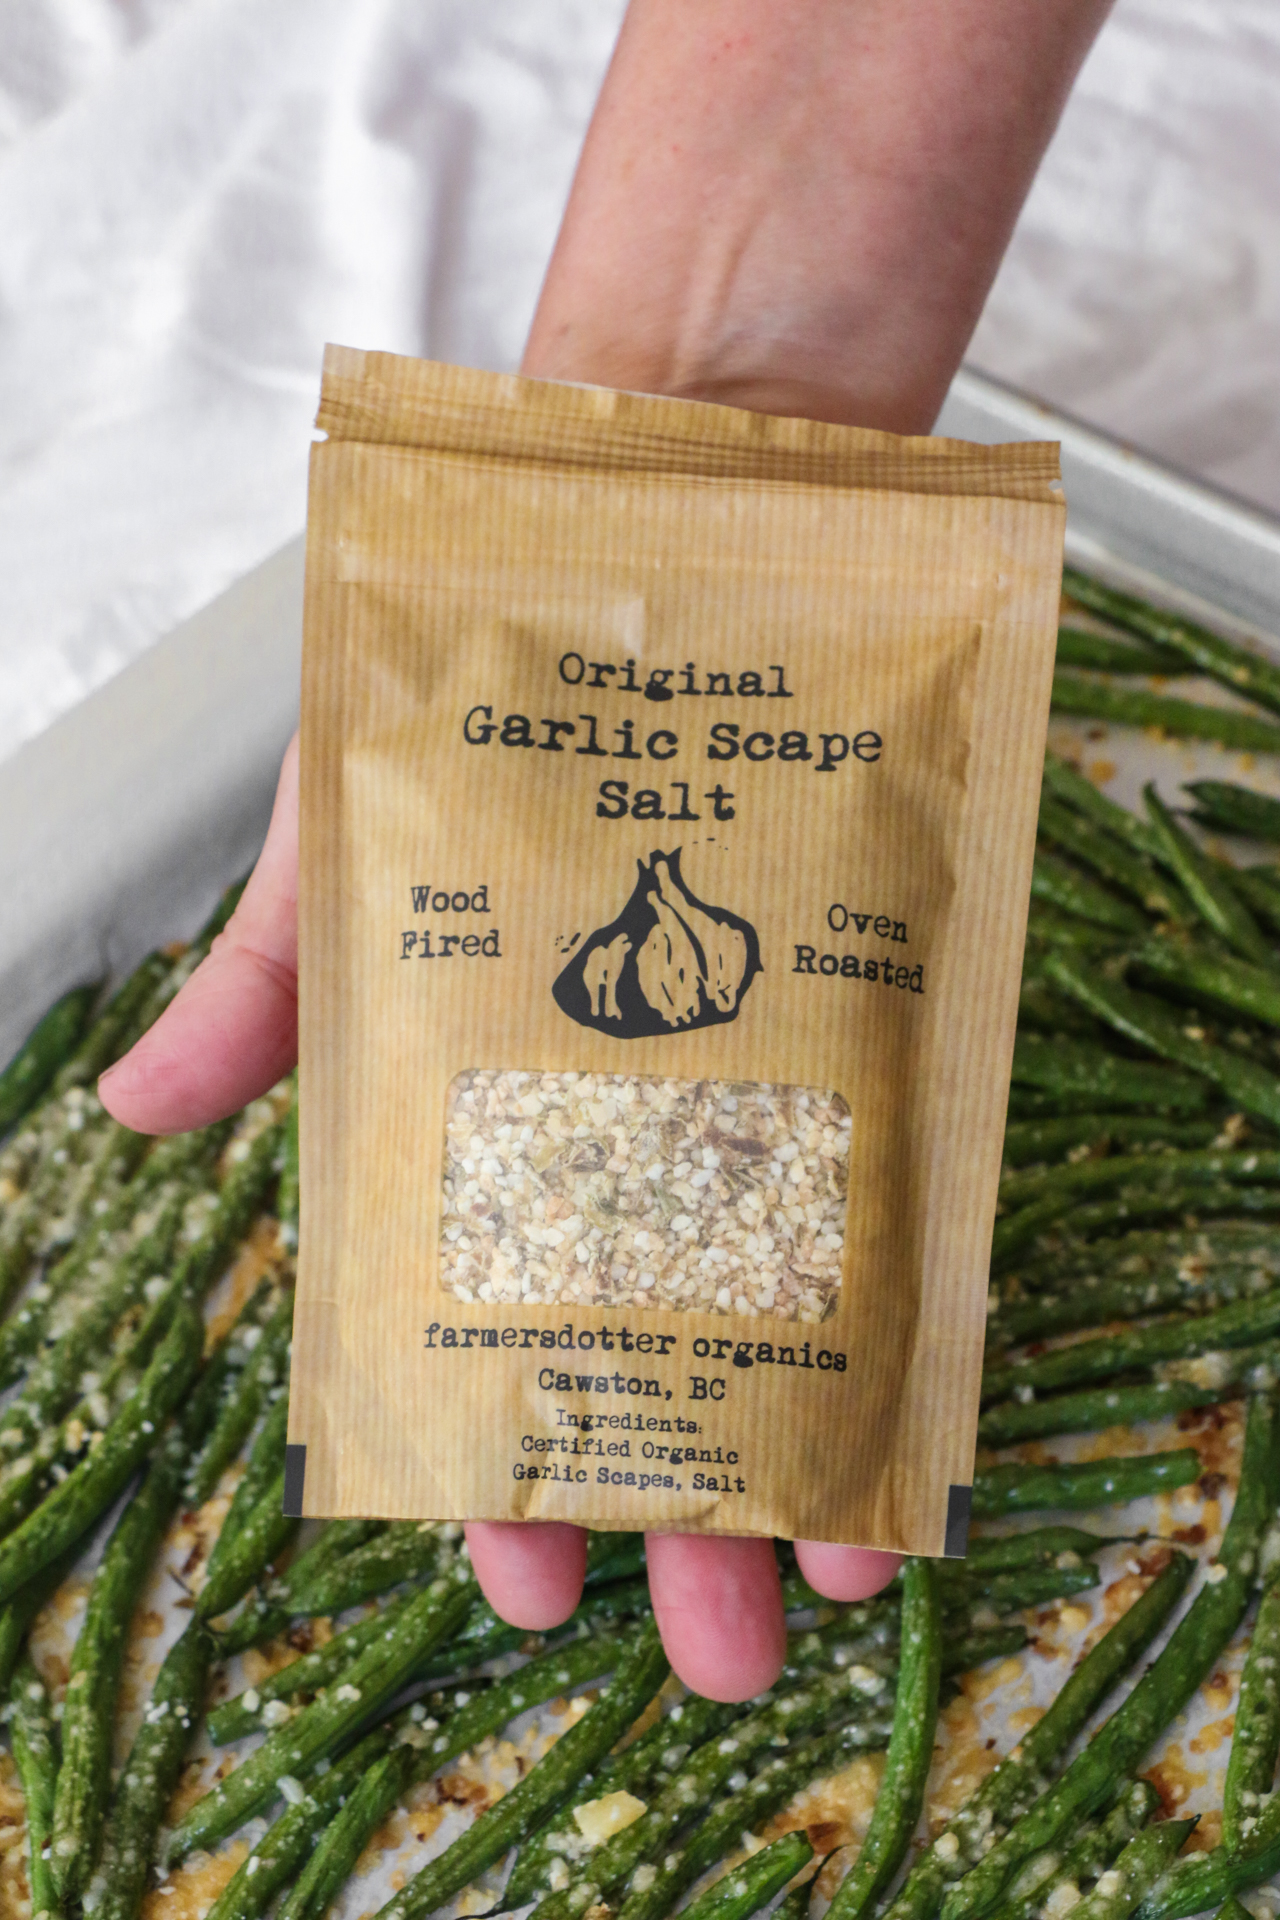 Original
Garlic Scape
Salt
Wood
Fired
Oven
Roasted
farmersdotter organics
Cawston, BC
Ingredients:
Certified Organic
Garlic Scapes, Salt